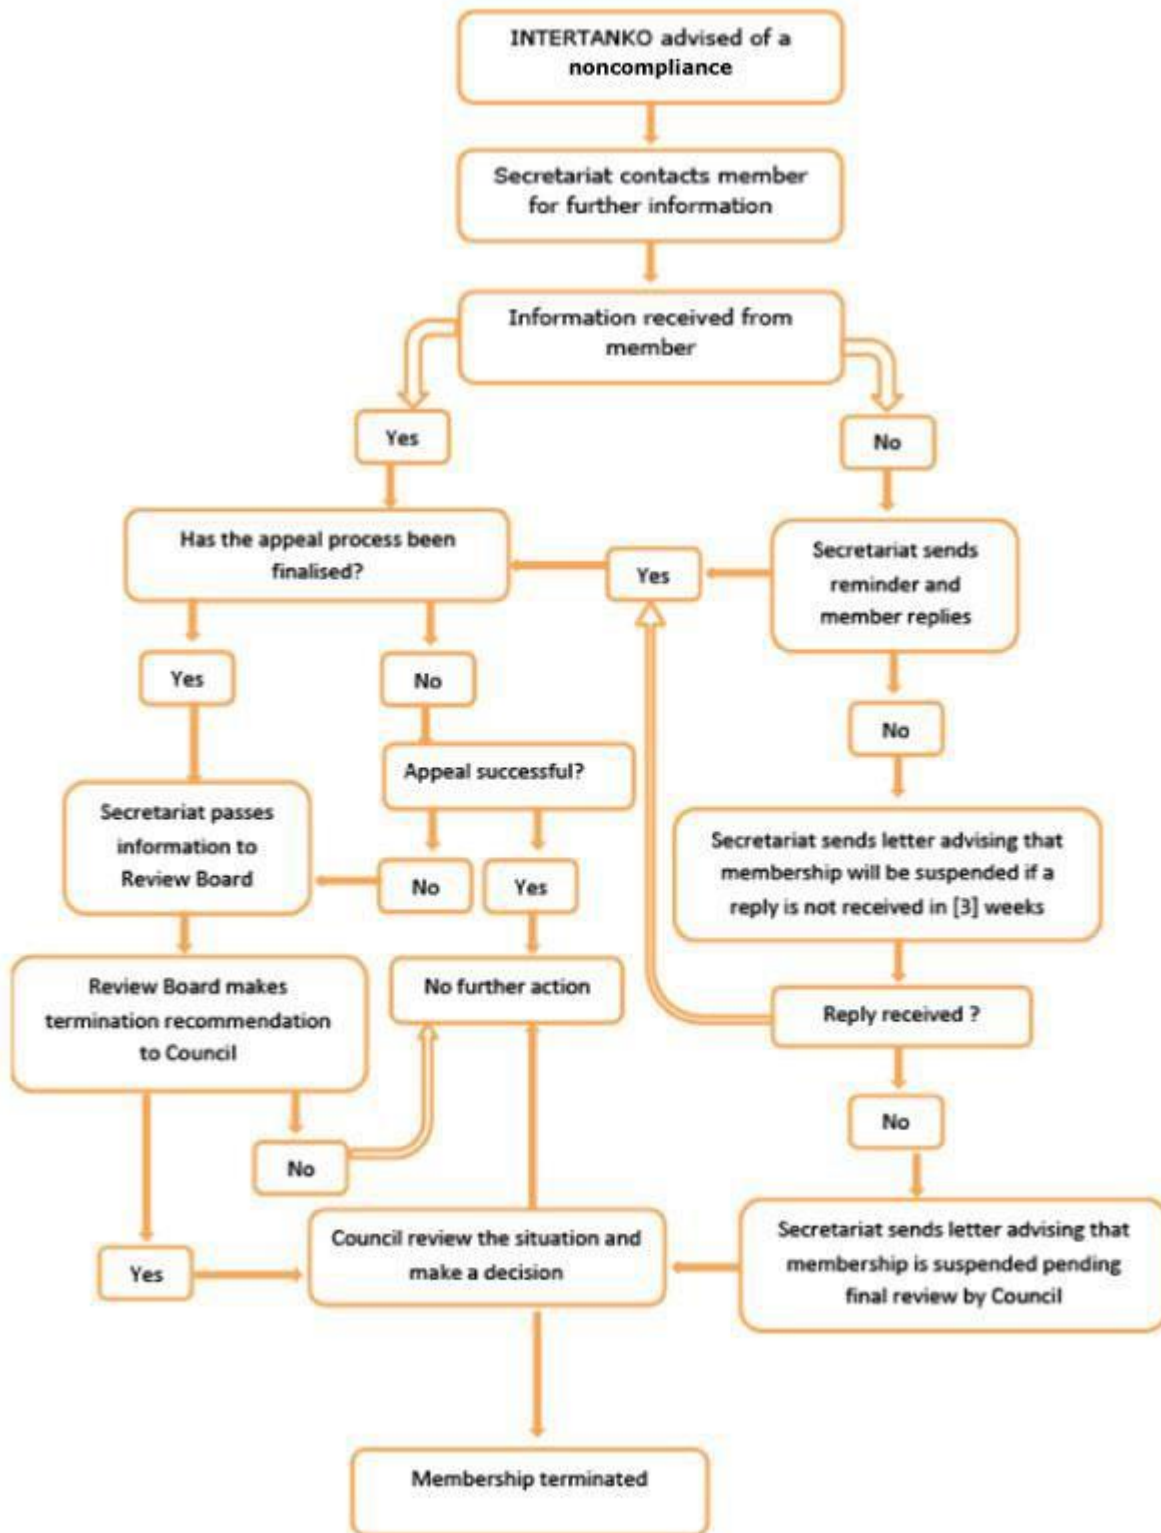 INTERTANKO advised of a
noncompliance
Secretariat contacts member
for further information
Information received from
member
Yes
No
Has the appeal process been
finalised?
Yes
Secretariat sends
reminder and
member replies
Yes
No
No
Appeal successful?
Secretariat passes
information to
Review Board
No
Yes
Secretariat sends letter advising that
membership will be suspended if a
reply is not received in [3] weeks
Review Board makes
termination recommendation
to Council
No further action
Reply received ?
No
No
Yes
Council review the situation and
make a decision
Secretariat sends letter advising that
membership is suspended pending
final review by Council
Membership terminated